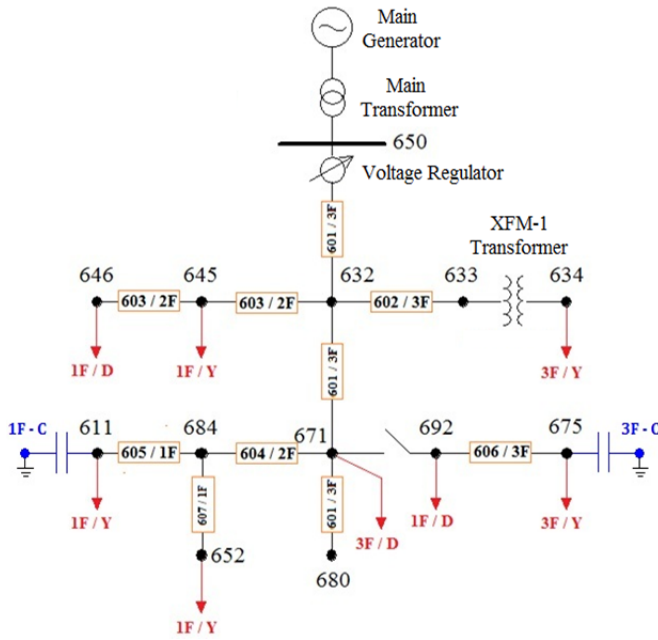 Main
Generator
Main
Transformer
650
Voltage Regulator
601 / 3F
XFM-1
Transformer
646
645
632
633
634
603 / 2F
603 / 2F
602 / 3F
1F / D
1F / Y
3F / Y
601 / 3F
1F - C
611
684
671
692
675
3F - C
605 / 1F
604 / 2F
606 / 3F
607 / 1F
601 / 3F
1F / Y
3F / D
1F / D
3F / Y
652
680
1F / Y